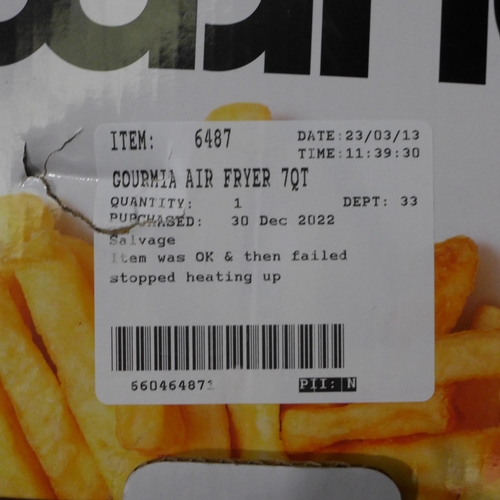 ITEM: 6487 DATE:23/03/13
TIME:11:39:30
GOURMIA AIR FRYER 7QT
QUANTITY: 1 DEPT: 33
PURCHASED: 30 Dec 2022
Salvage
Item was OK & then failed
stopped heating up
560464871 PII: N